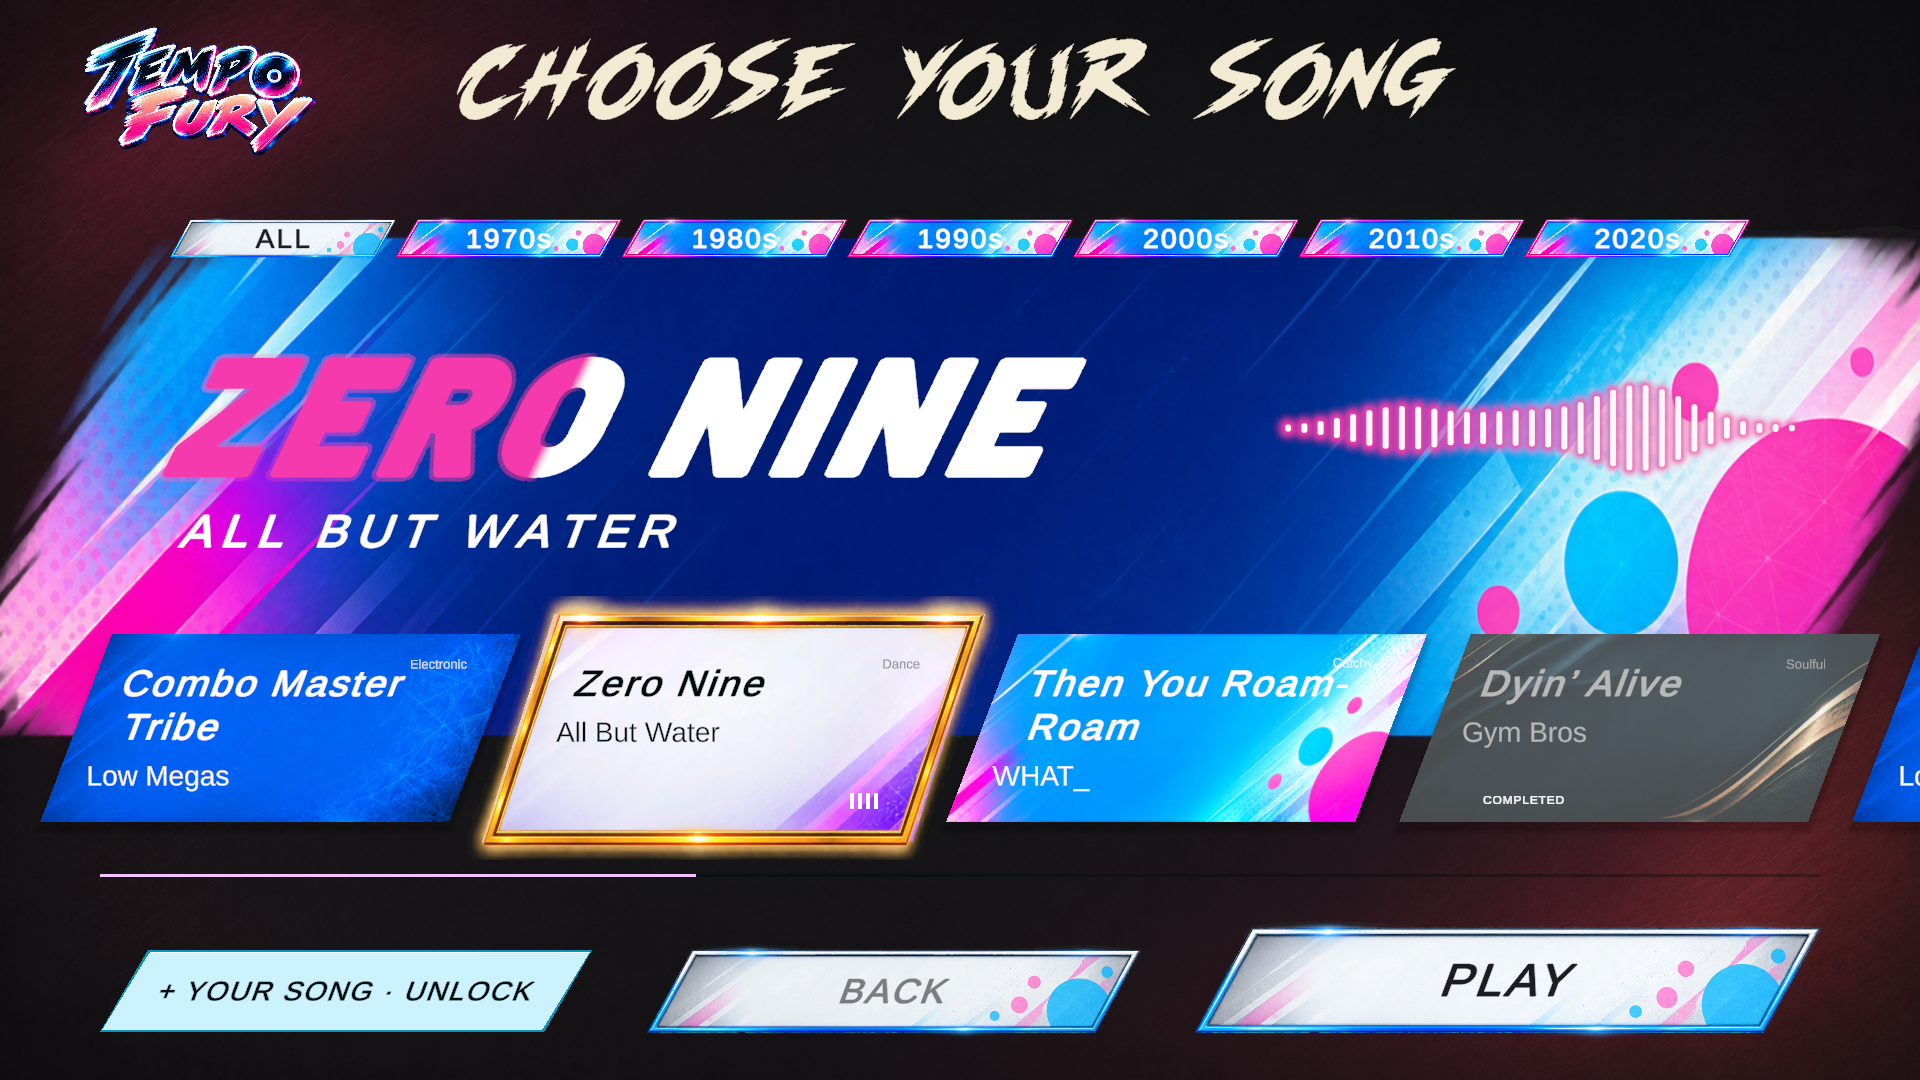 TEMPO
FURY
CHOOSE YOUR SONG
ALL
1970s
1980s
1990s
2000s
2010s
2020s
ZERO NINE
ALL BUT WATER
Electronic
Combo Master
Tribe
Low Megas
Dance
Zero Nine
All But Water
Catchy
Then You Roam-
Roam
WHAT_
Soulful
Dyin’ Alive
Gym Bros
COMPLETED
Lo
+ YOUR SONG · UNLOCK
BACK
PLAY